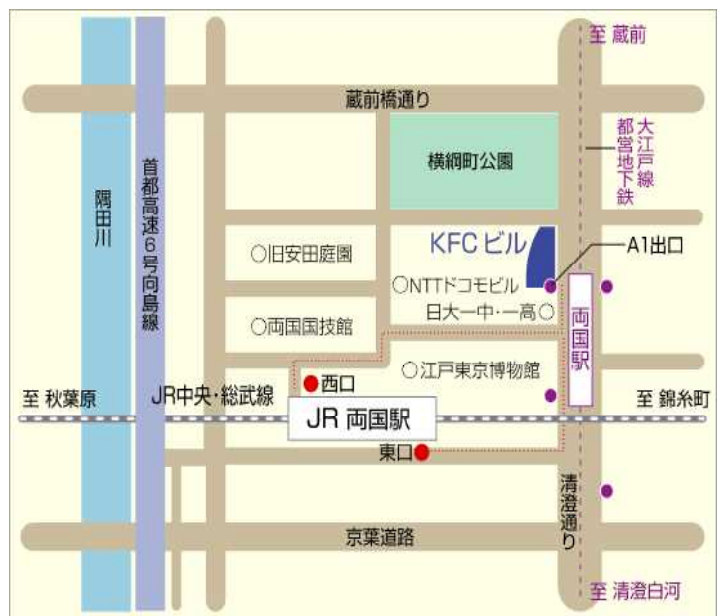 至 蔵前
蔵前橋通り
大江戸線
都営地下鉄
横綱町公園
首都高速6号向島線
隅田川
KFC ビル
A1出口
○旧安田庭園
○NTTドコモビル
日大一中・一高○
○両国国技館
両国駅
○江戸東京博物館
西口
至 秋葉原
JR中央・総武線
至 錦糸町
JR 両国駅
東口
清澄通り
京葉道路
至 清澄白河